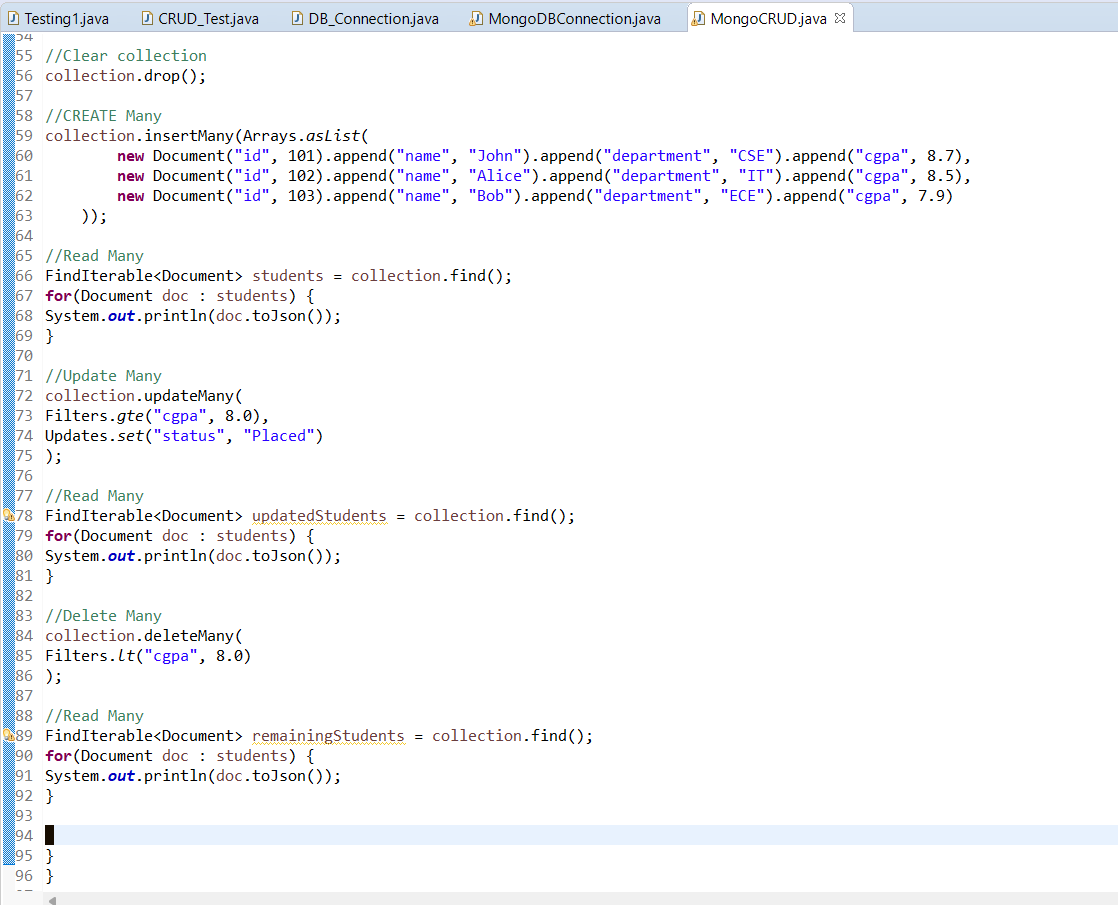 Testing1.java CRUD_Test.java DB_Connection.java MongoDBConnection.java MongoCRUD.java
54
55 //Clear collection
56 collection.drop();
57
58 //CREATE Many
59 collection.insertMany(Arrays.asList(
60 new Document("id", 101).append("name", "John").append("department", "CSE").append("cgpa", 8.7),
61 new Document("id", 102).append("name", "Alice").append("department", "IT").append("cgpa", 8.5),
62 new Document("id", 103).append("name", "Bob").append("department", "ECE").append("cgpa", 7.9)
63 ));
64
65 //Read Many
66 FindIterable<Document> students = collection.find();
67 for(Document doc : students) {
68 System.out.println(doc.toJson());
69 }
70
71 //Update Many
72 collection.updateMany(
73 Filters.gte("cgpa", 8.0),
74 Updates.set("status", "Placed")
75 );
76
77 //Read Many
78 FindIterable<Document> updatedStudents = collection.find();
79 for(Document doc : students) {
80 System.out.println(doc.toJson());
81 }
82
83 //Delete Many
84 collection.deleteMany(
85 Filters.lt("cgpa", 8.0)
86 );
87
88 //Read Many
89 FindIterable<Document> remainingStudents = collection.find();
90 for(Document doc : students) {
91 System.out.println(doc.toJson());
92 }
93
94
95 }
96 }